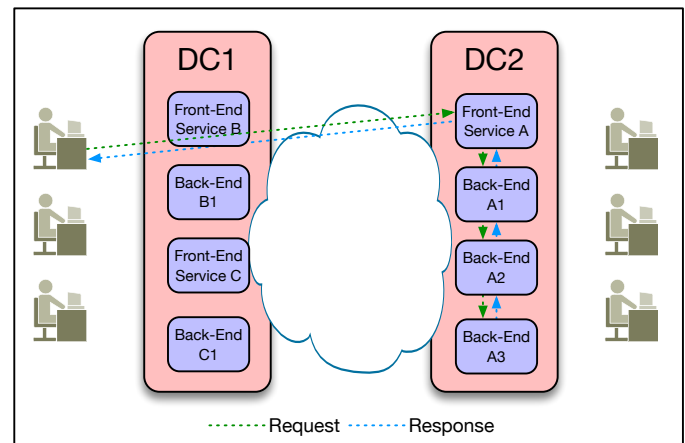 DC1
Front-End
Service B
Back-End
B1
Front-End
Service C
Back-End
C1
DC2
Front-End
Service A
Back-End
A1
Back-End
A2
Back-End
A3
Request
Response